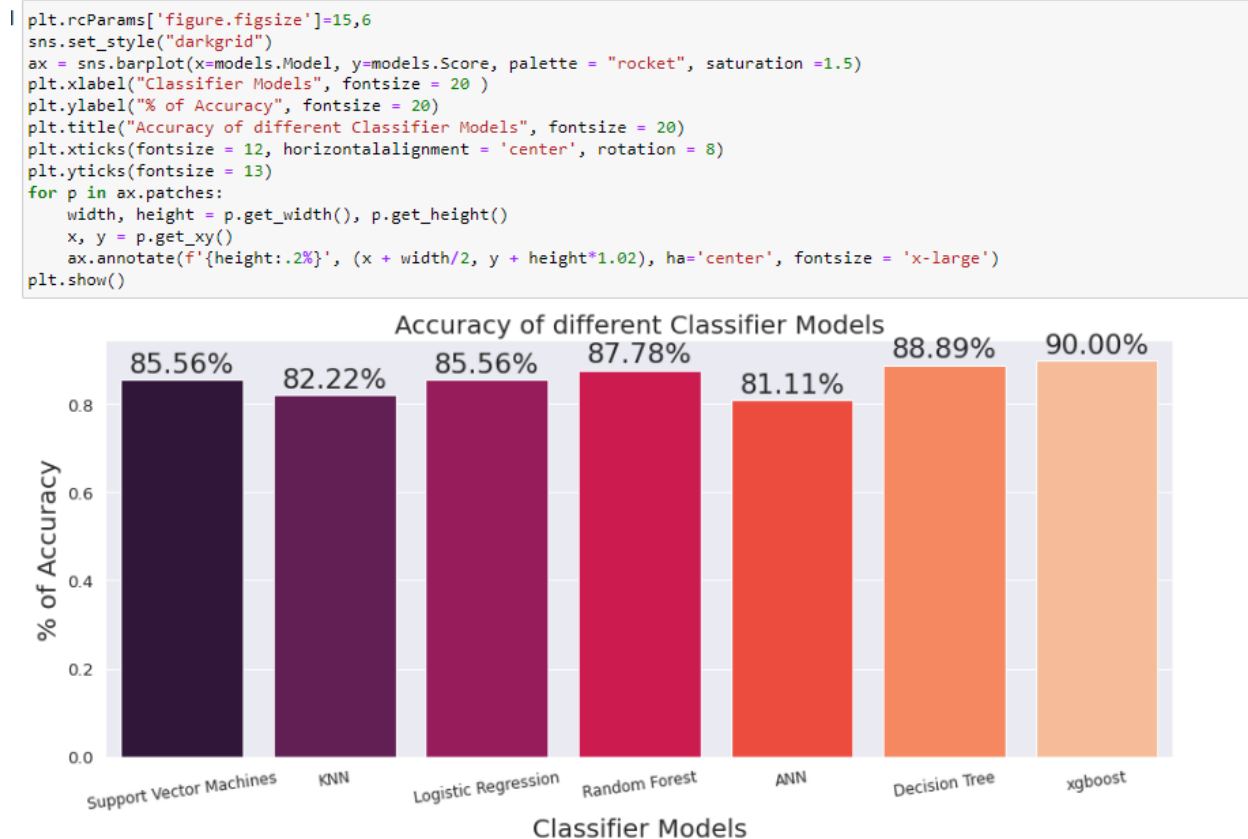 plt.rcParams['figure.figsize']=15,6
sns.set_style("darkgrid")
ax = sns.barplot(x=models.Model, y=models.Score, palette = "rocket", saturation =1.5)
plt.xlabel("Classifier Models", fontsize = 20 )
plt.ylabel("% of Accuracy", fontsize = 20)
plt.title("Accuracy of different Classifier Models", fontsize = 20)
plt.xticks(fontsize = 12, horizontalalignment = 'center', rotation = 8)
plt.yticks(fontsize = 13)
for p in ax.patches:
    width, height = p.get_width(), p.get_height()
    x, y = p.get_xy()
    ax.annotate(f'{height:.2%}', (x + width/2, y + height*1.02), ha='center', fontsize = 'x-large')
plt.show()
Accuracy of different Classifier Models
85.56% 82.22% 85.56% 87.78% 81.11% 88.89% 90.00%
% of Accuracy
0.8
0.6
0.4
0.2
0.0
Support Vector Machines KNN Logistic Regression Random Forest ANN Decision Tree xgboost
Classifier Models